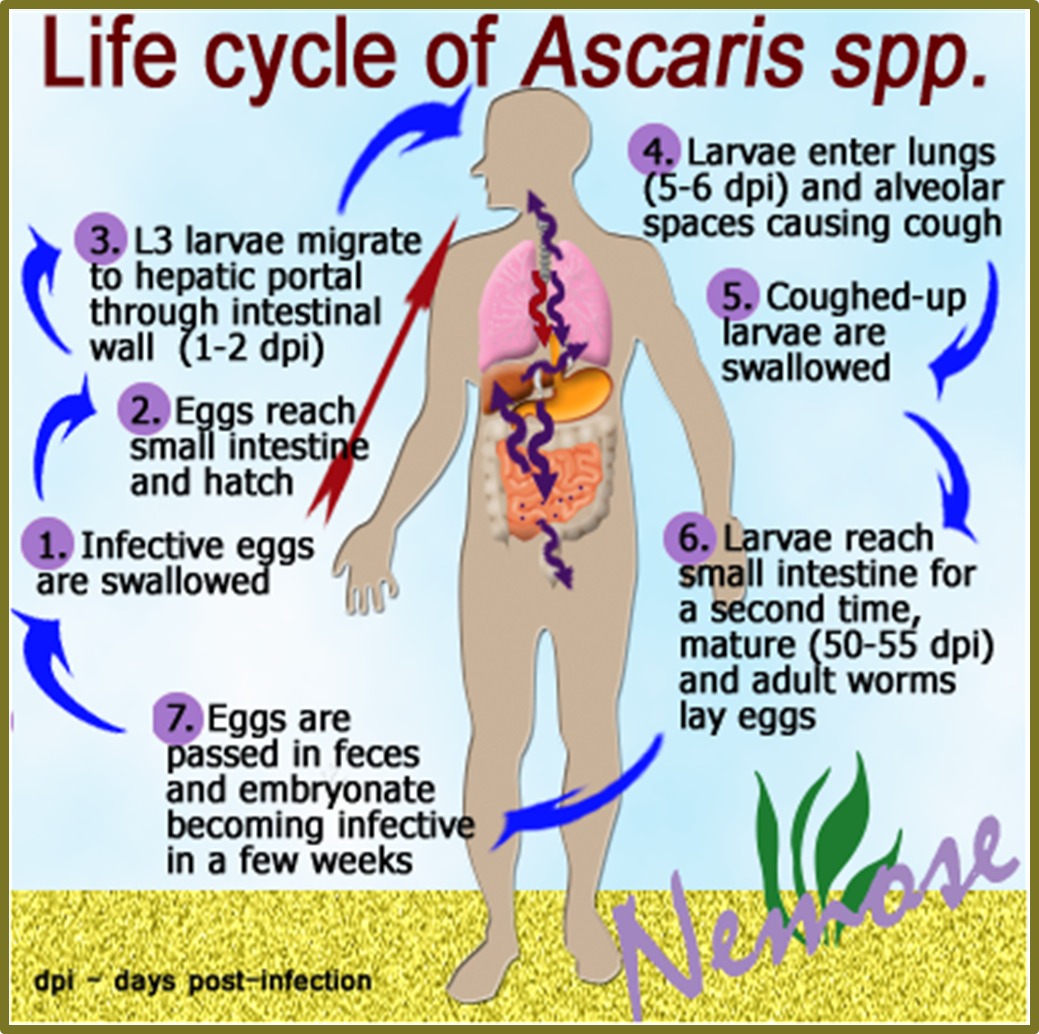 Life cycle of Ascaris spp.
1. Infective eggs
are swallowed
2. Eggs reach
small intestine
and hatch
3. L3 larvae migrate
to hepatic portal
through intestinal
wall (1-2 dpi)
4. Larvae enter lungs
(5-6 dpi) and alveolar
spaces causing cough
5. Coughed-up
larvae are
swallowed
6. Larvae reach
small intestine for
a second time,
mature (50-55 dpi)
and adult worms
lay eggs
7. Eggs are
passed in feces
and embryonate
becoming infective
in a few weeks
Nemose
dpi - days post-infection